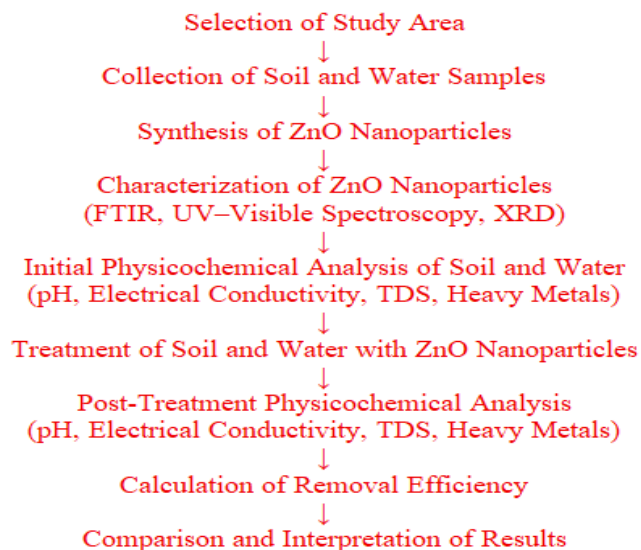 Selection of Study Area
↓
Collection of Soil and Water Samples
↓
Synthesis of ZnO Nanoparticles
↓
Characterization of ZnO Nanoparticles
(FTIR, UV–Visible Spectroscopy, XRD)
↓
Initial Physicochemical Analysis of Soil and Water
(pH, Electrical Conductivity, TDS, Heavy Metals)
↓
Treatment of Soil and Water with ZnO Nanoparticles
↓
Post-Treatment Physicochemical Analysis
(pH, Electrical Conductivity, TDS, Heavy Metals)
↓
Calculation of Removal Efficiency
↓
Comparison and Interpretation of Results